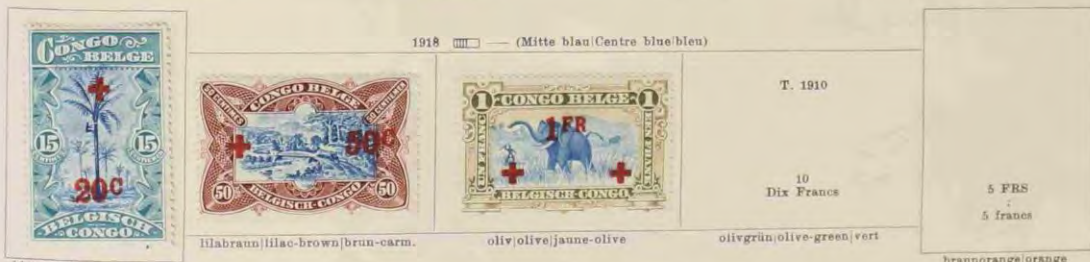 1918 — (Mitte blau|Centre blue|bleu)
CONGO
BELGE
15 15
20C
BELGISCH
CONGO
CONGO BELGE
50C
50 50
BELGISCH CONGO
lilabraun|lilac-brown|brun-carm.
1 CONGO BELGE 1
UN FRANC
1FR
BELGISCH-CONGO
oliv|olive|jaune-olive
T. 1910
10
Dix Francs
olivgrün|olive-green|vert
5 FRS
:
5 francs
braunorange|orange